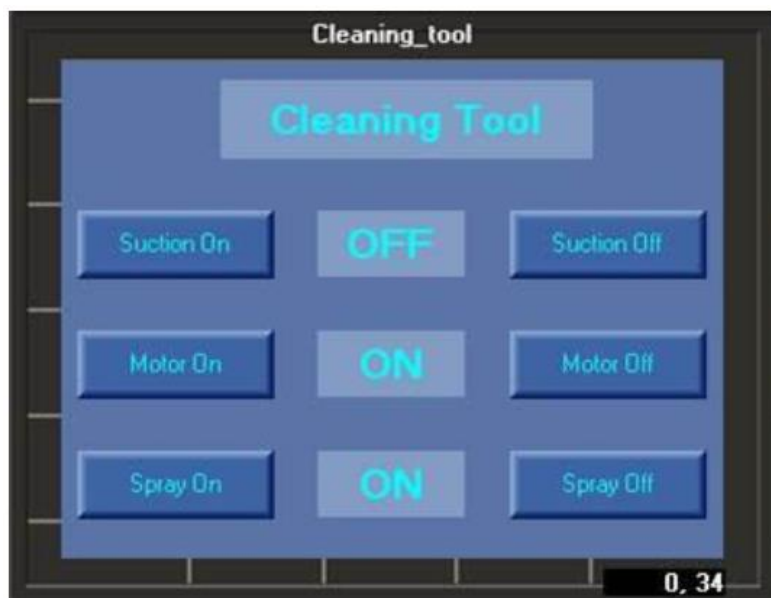 Cleaning_tool
Cleaning Tool
Suction On OFF Suction Off
Motor On ON Motor Off
Spray On ON Spray Off
0, 34